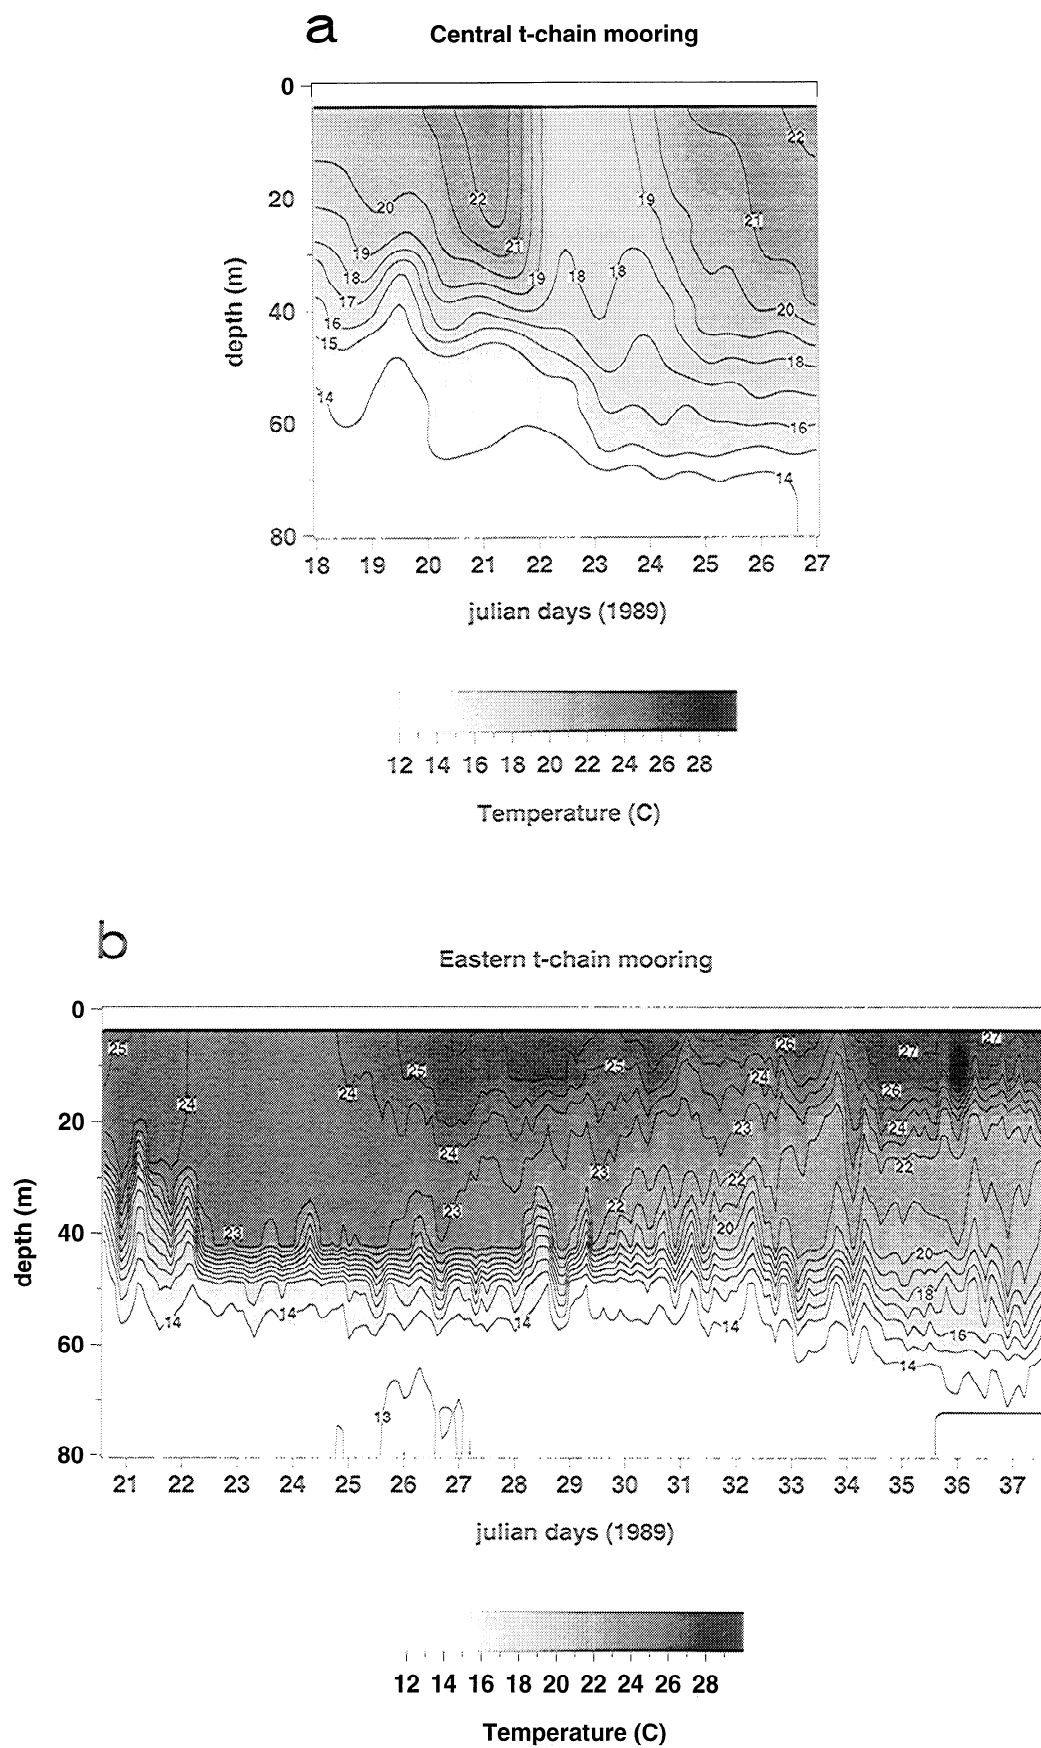 a
Central t-chain mooring
0
22
20
22
20
19
21
21
19
19
18
18
18
17
40
20
16
15
18
14
60
16
14
80
18 19 20 21 22 23 24 25 26 27
depth (m)
julian days (1989)
12 14 16 18 20 22 24 26 28
Temperature (C)
b
Eastern t-chain mooring
0
25 26 27 27
25 25
24 24 26
24
20
23 24
24 22
23 22
23 22
20
40 23
20
18
14 14 14 14 16
60
14
13
80
21 22 23 24 25 26 27 28 29 30 31 32 33 34 35 36 37
depth (m)
julian days (1989)
12 14 16 18 20 22 24 26 28
Temperature (C)